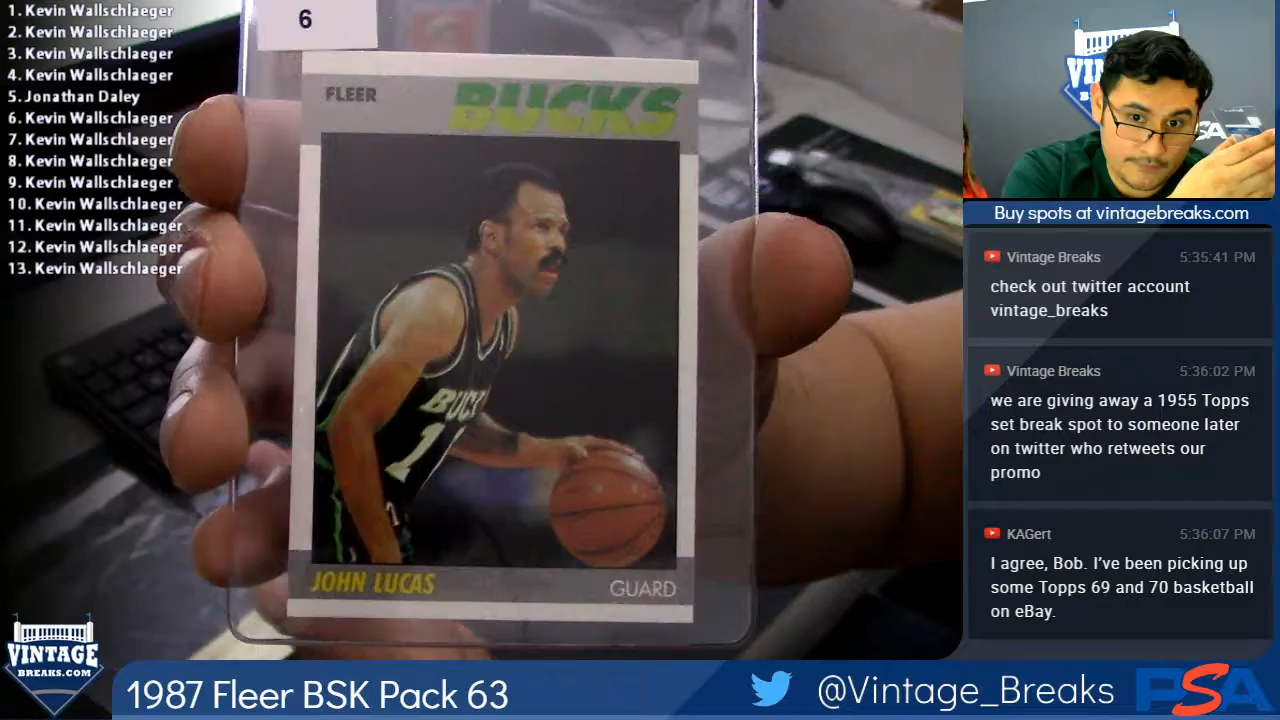 1. Kevin Wallschlaeger
2. Kevin Wallschlaeger
3. Kevin Wallschlaeger
4. Kevin Wallschlaeger
5. Jonathan Daley
6. Kevin Wallschlaeger
7. Kevin Wallschlaeger
8. Kevin Wallschlaeger
9. Kevin Wallschlaeger
10. Kevin Wallschlaeger
11. Kevin Wallschlaeger
12. Kevin Wallschlaeger
13. Kevin Wallschlaeger
6
FLEER
BUCKS
BUCK
1
JOHN LUCAS
GUARD
VIN
SA
Buy spots at vintagebreaks.com
Vintage Breaks 5:35:41 PM
check out twitter account
vintage_breaks
Vintage Breaks 5:36:02 PM
we are giving away a 1955 Topps
set break spot to someone later
on twitter who retweets our
promo
KAGert 5:36:07 PM
I agree, Bob. I've been picking up
some Topps 69 and 70 basketball
on eBay.
VINTAGE
BREAKS.COM
1987 Fleer BSK Pack 63
@Vintage_Breaks
PSA